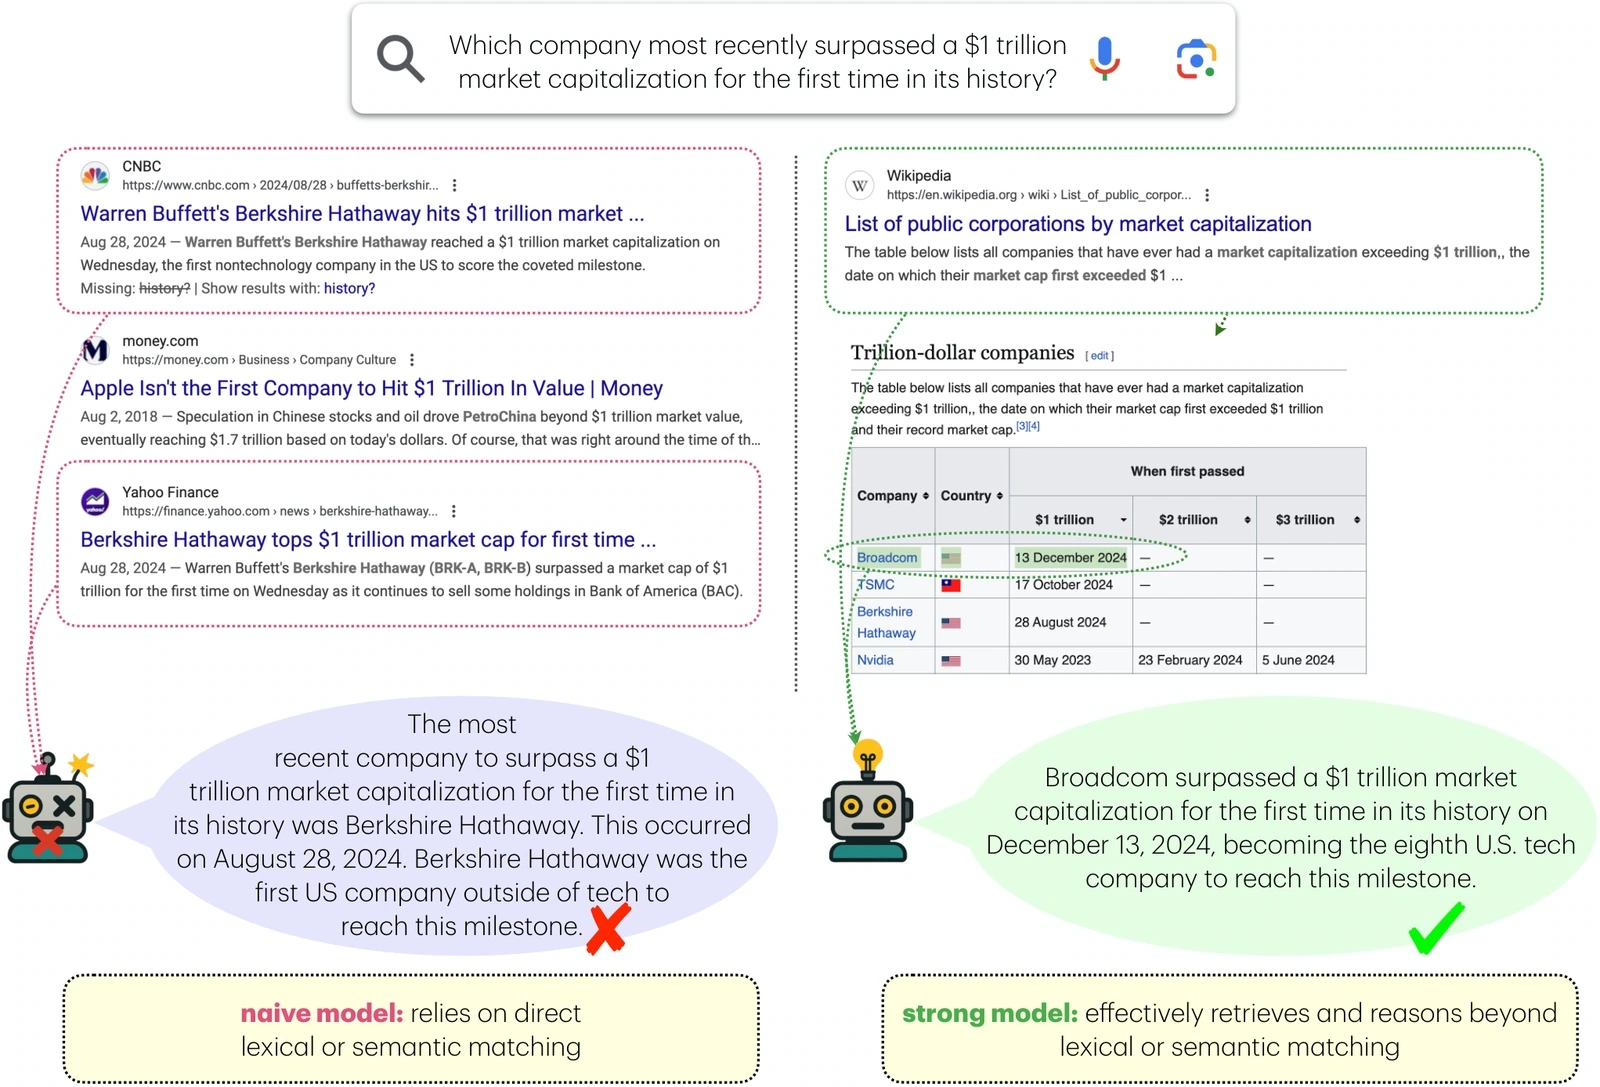 Which company most recently surpassed a $1 trillion
market capitalization for the first time in its history?
CNBC
https://www.cnbc.com › 2024/08/28 › buffetts-berkshir...
Warren Buffett's Berkshire Hathaway hits $1 trillion market ...
Aug 28, 2024 — Warren Buffett's Berkshire Hathaway reached a $1 trillion market capitalization on
Wednesday, the first nontechnology company in the US to score the coveted milestone.
Missing: history? | Show results with: history?
money.com
https://money.com › Business › Company Culture
Apple Isn't the First Company to Hit $1 Trillion In Value | Money
Aug 2, 2018 — Speculation in Chinese stocks and oil drove PetroChina beyond $1 trillion market value,
eventually reaching $1.7 trillion based on today's dollars. Of course, that was right around the time of th...
Yahoo Finance
yahoo!
https://finance.yahoo.com › news › berkshire-hathaway...
Berkshire Hathaway tops $1 trillion market cap for first time ...
Aug 28, 2024 — Warren Buffett's Berkshire Hathaway (BRK-A, BRK-B) surpassed a market cap of $1
trillion for the first time on Wednesday as it continues to sell some holdings in Bank of America (BAC).
The most
recent company to surpass a $1
trillion market capitalization for the first time in
its history was Berkshire Hathaway. This occurred
on August 28, 2024. Berkshire Hathaway was the
first US company outside of tech to
reach this milestone.
naive model: relies on direct
lexical or semantic matching
W
Wikipedia
https://en.wikipedia.org › wiki › List_of_public_corpor...
List of public corporations by market capitalization
The table below lists all companies that have ever had a market capitalization exceeding $1 trillion,, the
date on which their market cap first exceeded $1 ...
Trillion-dollar companies [ edit ]
The table below lists all companies that have ever had a market capitalization
exceeding $1 trillion,, the date on which their market cap first exceeded $1 trillion
and their record market cap.[3][4]
Company Country When first passed
$1 trillion $2 trillion $3 trillion
Broadcom 13 December 2024 — —
TSMC 17 October 2024 — —
Berkshire
Hathaway 28 August 2024 — —
Nvidia 30 May 2023 23 February 2024 5 June 2024
Broadcom surpassed a $1 trillion market
capitalization for the first time in its history on
December 13, 2024, becoming the eighth U.S. tech
company to reach this milestone.
strong model: effectively retrieves and reasons beyond
lexical or semantic matching